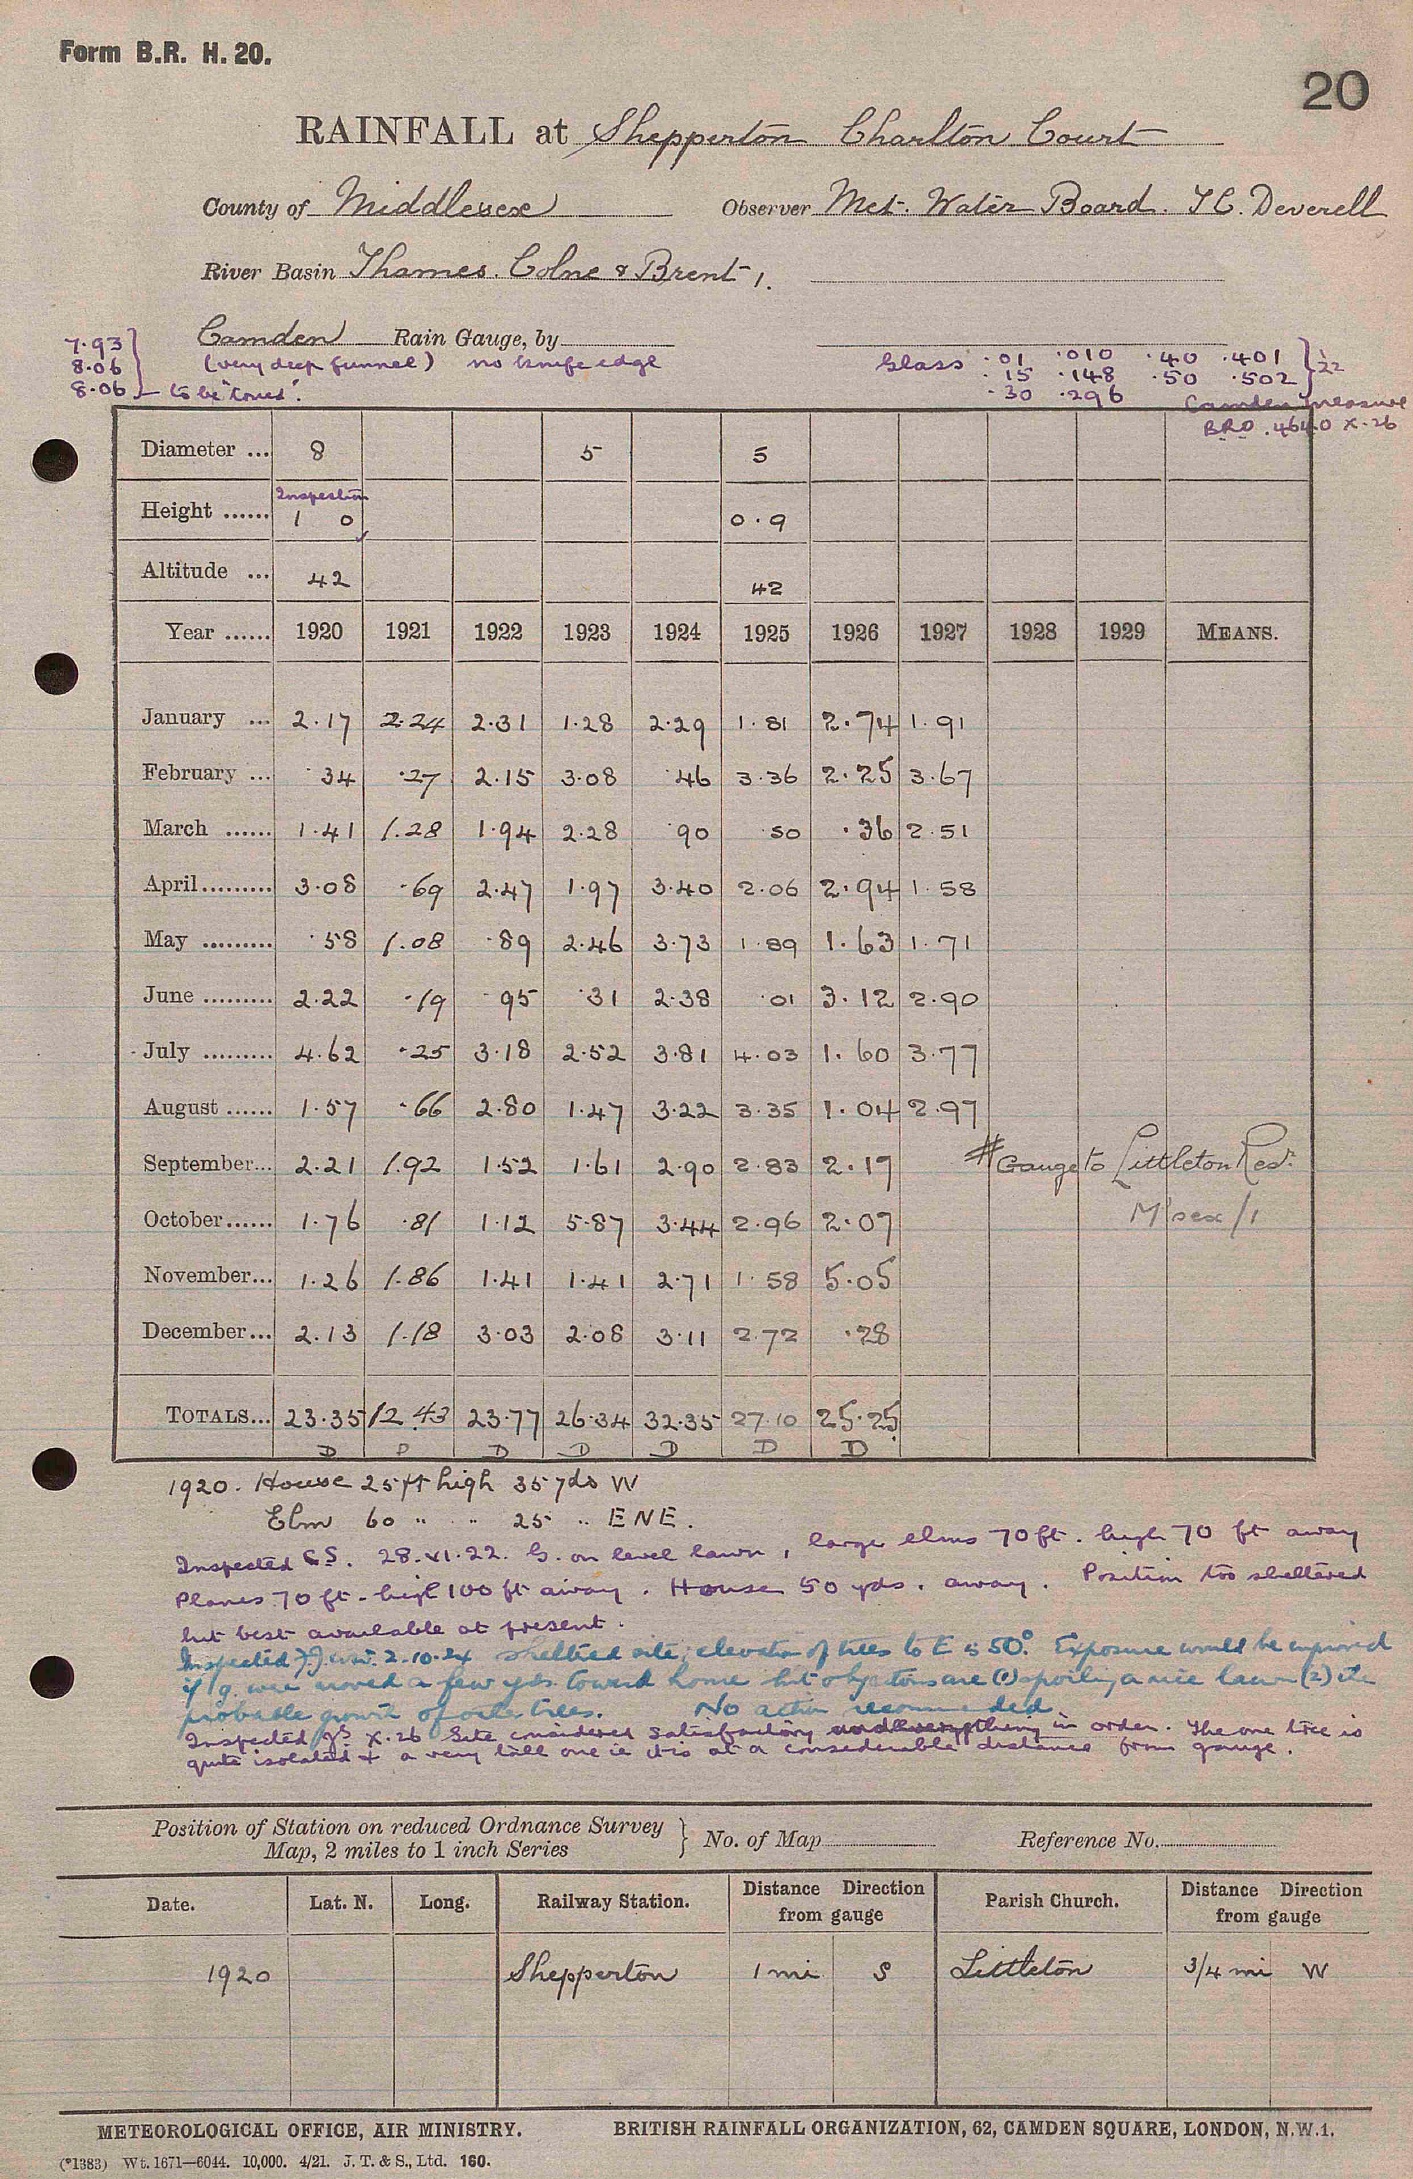 Form B.R. H. 20.
20
RAINFALL at Shepperton Charlton Court
County of Middlesex Observer Met. Water Board. T C. Deverell
River Basin Thames. Colne & Brent 1.
Camden Rain Gauge, by
7.93
8.06
8.06 to be "coned".
(very deep funnel) no knife edge
Glass .01 .010 .40 .401
.15 .148 .50 .502
.30 .296
22
Camden measure
BRO. 4640 X.26
Diameter ... 8 5 5
Inspection
Height ...... 1 0 0.9
Altitude ... 42 42
Year ...... 1920 1921 1922 1923 1924 1925 1926 1927 1928 1929 MEANS.
January ... 2.17 2.24 2.31 1.28 2.29 1.81 2.74 1.91
February ... .34 .27 2.15 3.08 .46 3.36 2.25 3.67
March ...... 1.41 1.28 1.94 2.28 .90 .50 .36 2.51
April......... 3.08 .69 2.47 1.97 3.40 2.06 2.94 1.58
May ......... .58 1.08 .89 2.46 3.73 1.89 1.63 1.71
June ......... 2.22 .19 .95 .31 2.38 .01 3.12 2.90
July ......... 4.62 .25 3.18 2.52 3.81 4.03 1.60 3.77
August ...... 1.57 .66 2.80 1.47 3.22 3.35 1.04 2.97
September... 2.21 1.92 1.52 1.61 2.90 2.83 2.17 # Gauge to Littleton Resr.
October...... 1.76 .81 1.12 5.87 3.44 2.96 2.07 M'sex/1
November... 1.26 1.86 1.41 1.41 2.71 1.58 5.05
December... 2.13 1.18 3.03 2.08 3.11 2.72 .28
TOTALS... 23.35 12.43 23.77 26.34 32.35 27.10 25.25
D D D D D D D
1920. House 25ft high 35 yds W
Elm 60 " " 25 " ENE.
Inspected C.S. 28.XI.22. G. on level lawn, large elms 70 ft. high 70 ft away
Planes 70 ft. high 100 ft away. House 50 yds. away. Position too sheltered
but best available at present.
Inspected 2.10.24 sheltered site; elevation of trees to E is 50°. Exposure would be improved
if g. were moved a few yds toward house but objections are (1) spoiling a nice lawn (2) the
probable growth of other trees. No action recommended.
Inspected X.26 Site considered satisfactory and everything in order. The one tree is
quite isolated & a very tall one ie it is at a considerable distance from gauge.
Position of Station on reduced Ordnance Survey
Map, 2 miles to 1 inch Series
No. of Map Reference No.
Date. Lat. N. Long. Railway Station. Distance Direction from gauge Parish Church. Distance Direction from gauge
1920 Shepperton 1 mi S Littleton 3/4 mi W
METEOROLOGICAL OFFICE, AIR MINISTRY. BRITISH RAINFALL ORGANIZATION, 62, CAMDEN SQUARE, LONDON, N.W.1.
(*1383) Wt. 1671—6044. 10,000. 4/21. J. T. & S., Ltd. 160.